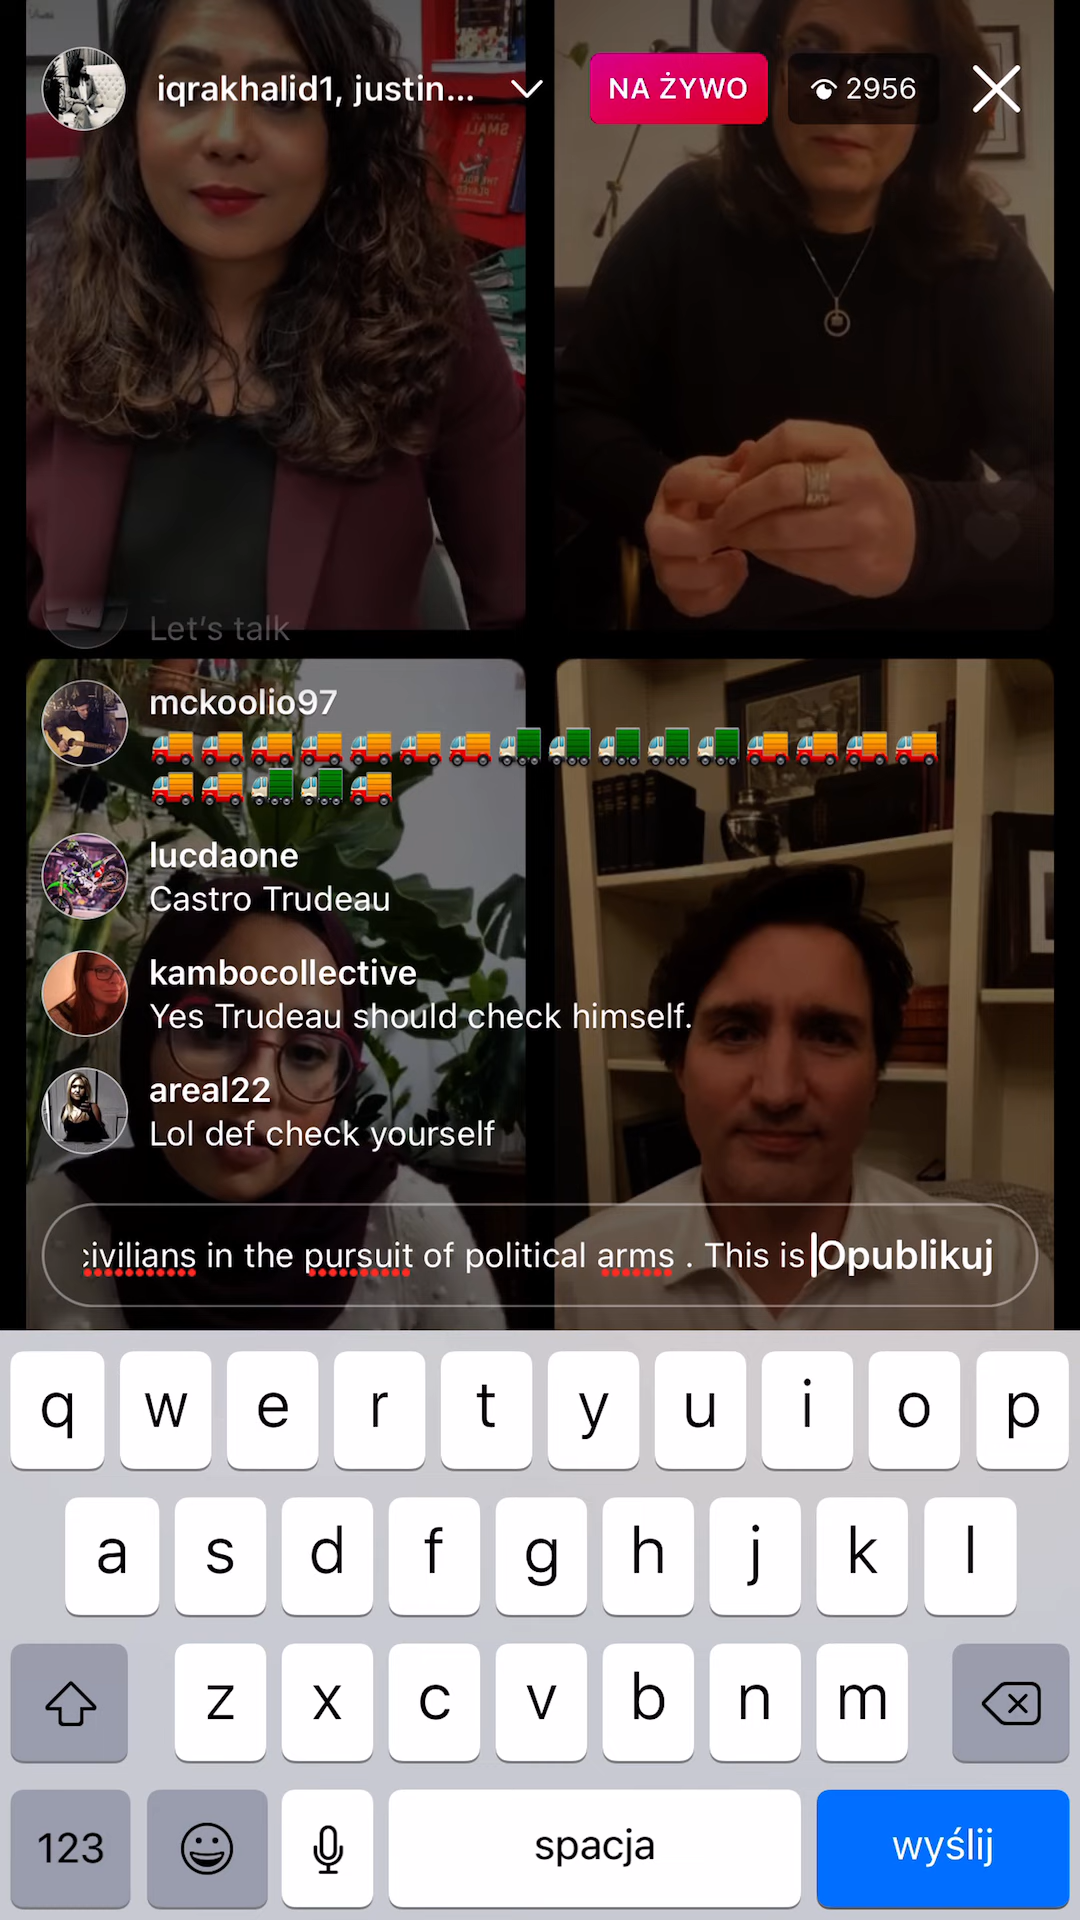 iqrakhalid1, justin...
NA ŻYWO
2956
SMALL
Let's talk
mckoolio97
lucdaone
Castro Trudeau
kambocollective
Yes Trudeau should check himself.
areal22
Lol def check yourself
civilians in the pursuit of political arms . This is
Opublikuj
q w e r t y u i o p
a s d f g h j k l
z x c v b n m
123
spacja
wyślij